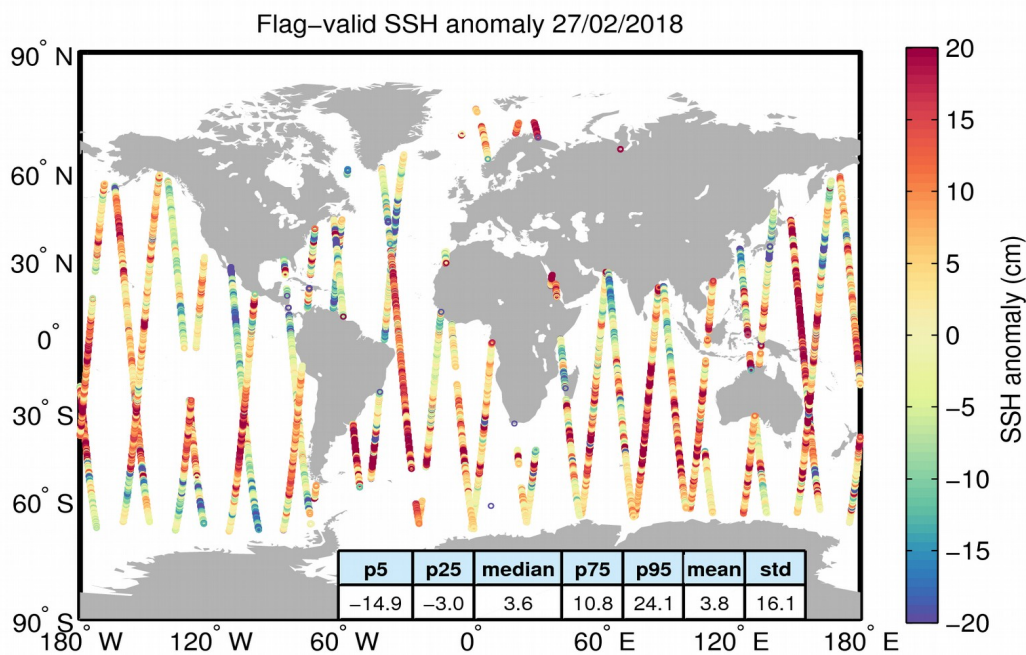 Flag−valid SSH anomaly 27/02/2018
90° N
60° N
30° N
0°
30° S
60° S
90° S
180° W
120° W
60° W
0°
60° E
120° E
180° E
p5 p25 median p75 p95 mean std
−14.9 −3.0 3.6 10.8 24.1 3.8 16.1
20
15
10
5
0
−5
−10
−15
−20
SSH anomaly (cm)